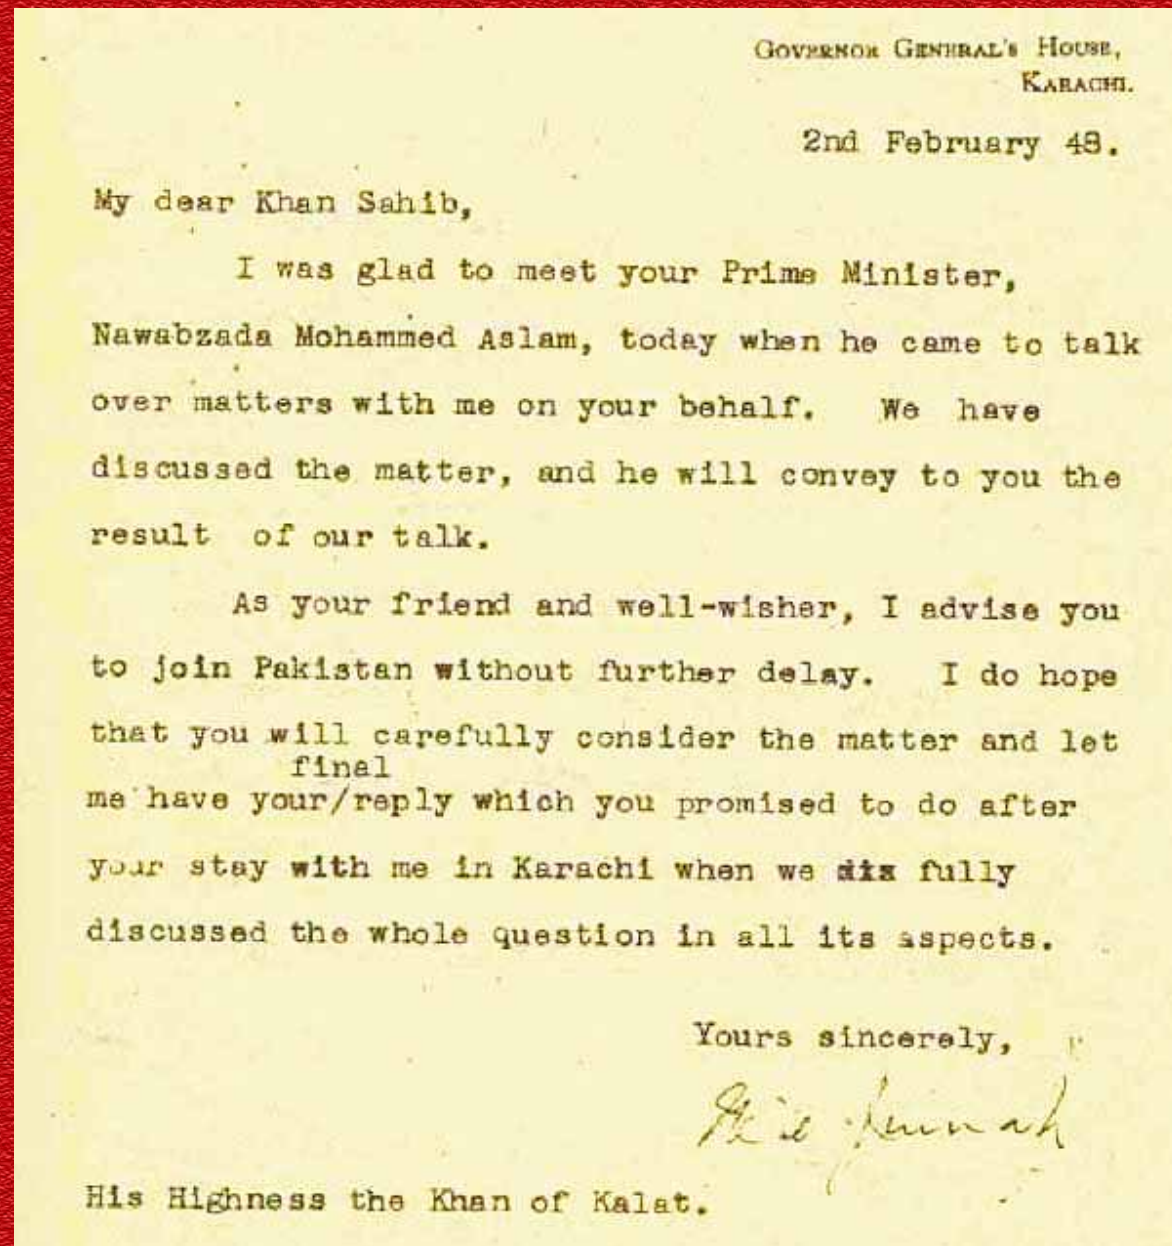 GOVERNOR GENERAL'S HOUSE,
KARACHI.
2nd February 48.
My dear Khan Sahib,
I was glad to meet your Prime Minister,
Nawabzada Mohammed Aslam, today when he came to talk
over matters with me on your behalf. We have
discussed the matter, and he will convey to you the
result of our talk.
As your friend and well-wisher, I advise you
to join Pakistan without further delay. I do hope
that you will carefully consider the matter and let
final
me have your/reply which you promised to do after
your stay with me in Karachi when we dis fully
discussed the whole question in all its aspects.
Yours sincerely,
Jinnah
His Highness the Khan of Kalat.